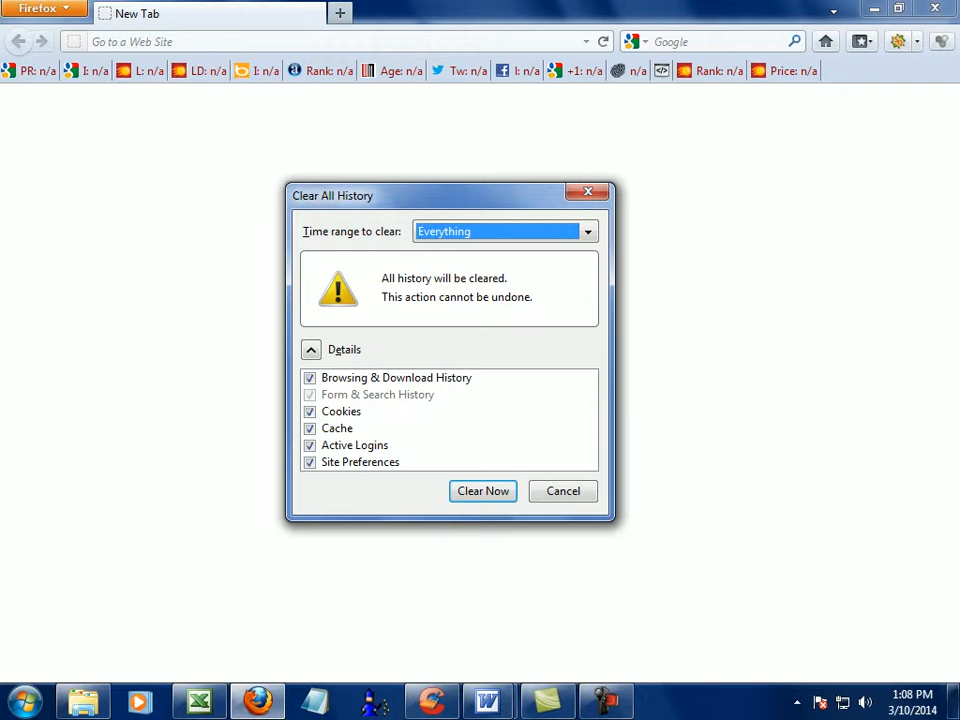 Firefox
New Tab
Go to a Web Site
Google
PR: n/a I: n/a L: n/a LD: n/a I: n/a Rank: n/a Age: n/a Tw: n/a l: n/a +1: n/a n/a Rank: n/a Price: n/a
Clear All History
Time range to clear: Everything
All history will be cleared.
This action cannot be undone.
Details
Browsing & Download History
Form & Search History
Cookies
Cache
Active Logins
Site Preferences
Clear Now Cancel
1:08 PM
3/10/2014